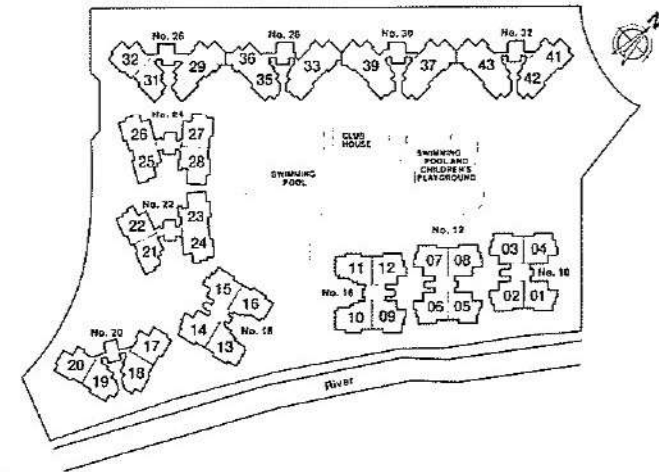 N
No. 26
No. 28
No. 30
No. 32
32
31
29
36
35
33
39
37
43
42
41
No. 24
26
27
25
28
CLUB
HOUSE
SWIMMING
POOL
SWIMMING
POOL AND
CHILDREN'S
PLAYGROUND
No. 22
22
21
23
24
No. 12
11
12
07
08
03
04
No. 16
No. 10
10
09
06
05
02
01
15
16
14
13
No. 18
No. 20
20
19
17
18
River